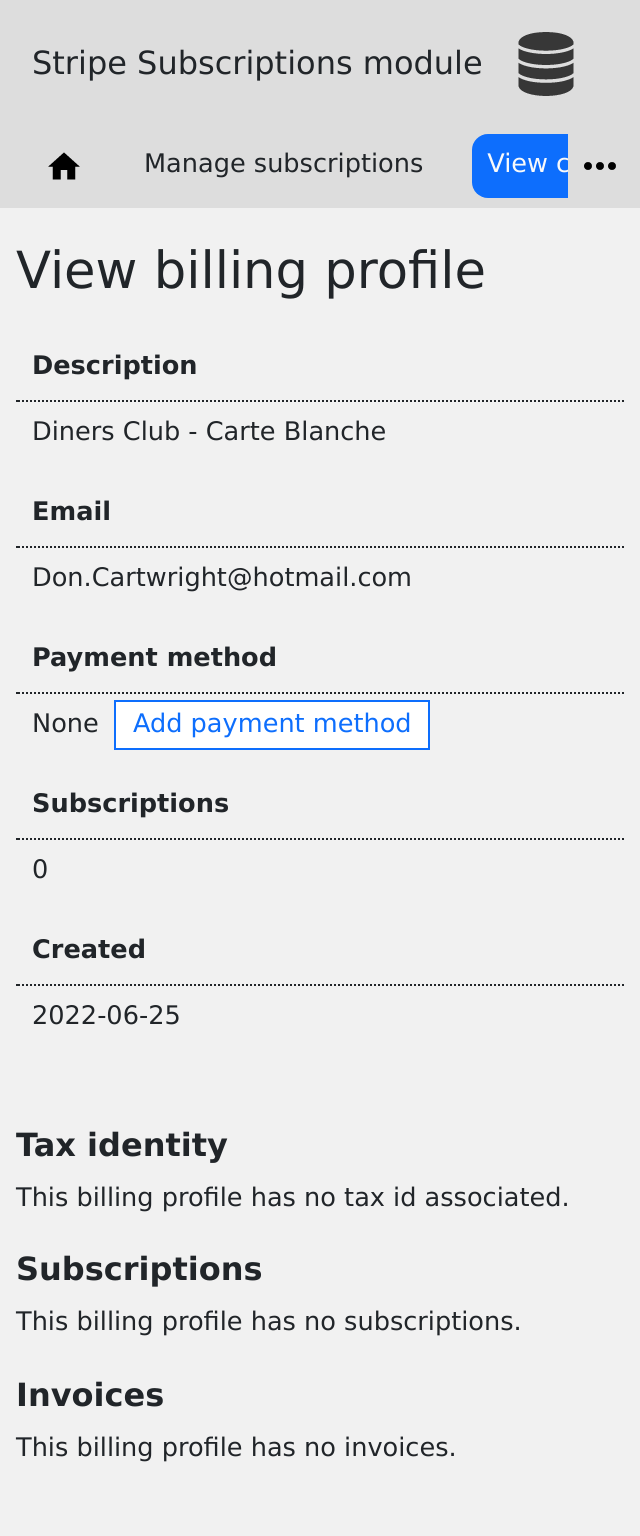 Stripe Subscriptions module
Manage subscriptions
View c
View billing profile
Description
Diners Club - Carte Blanche
Email
Don.Cartwright@hotmail.com
Payment method
None Add payment method
Subscriptions
0
Created
2022-06-25
Tax identity
This billing profile has no tax id associated.
Subscriptions
This billing profile has no subscriptions.
Invoices
This billing profile has no invoices.